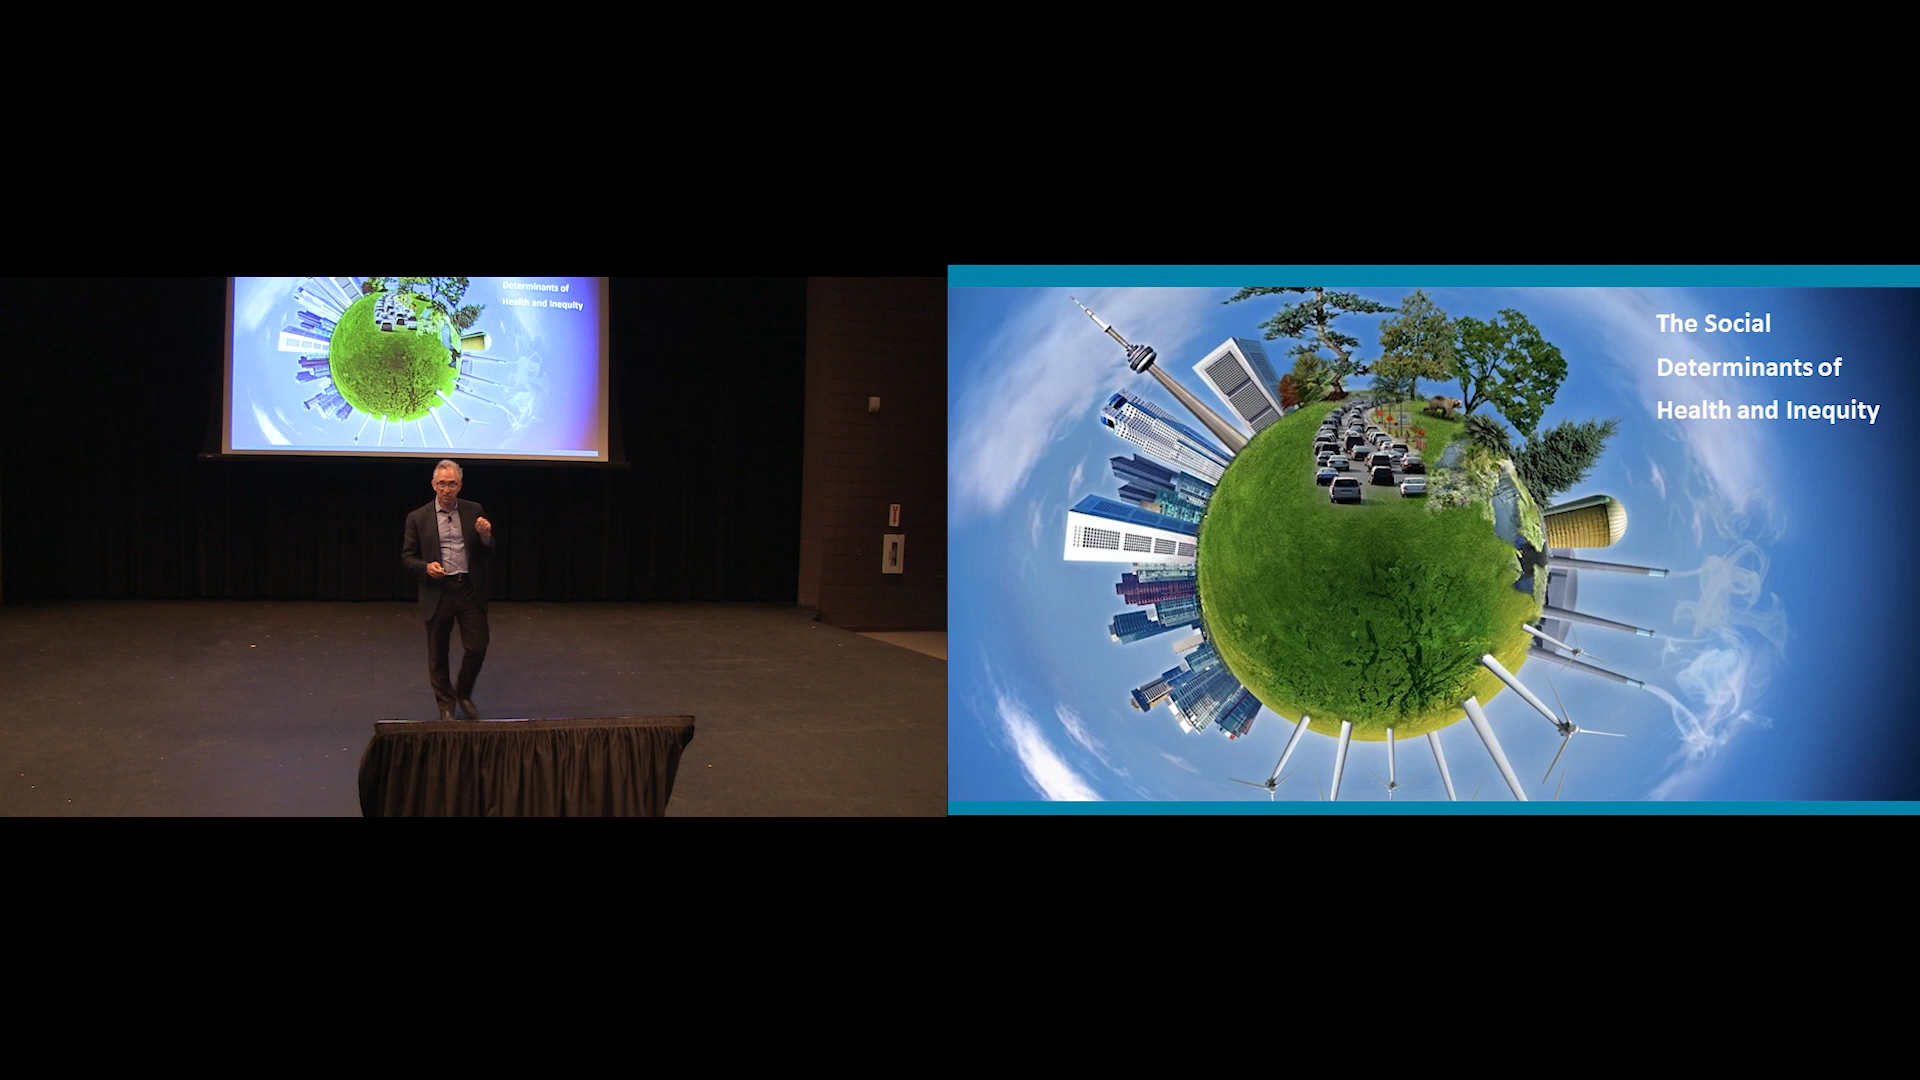 Determinants of
Health and Inequity
The Social
Determinants of
Health and Inequity